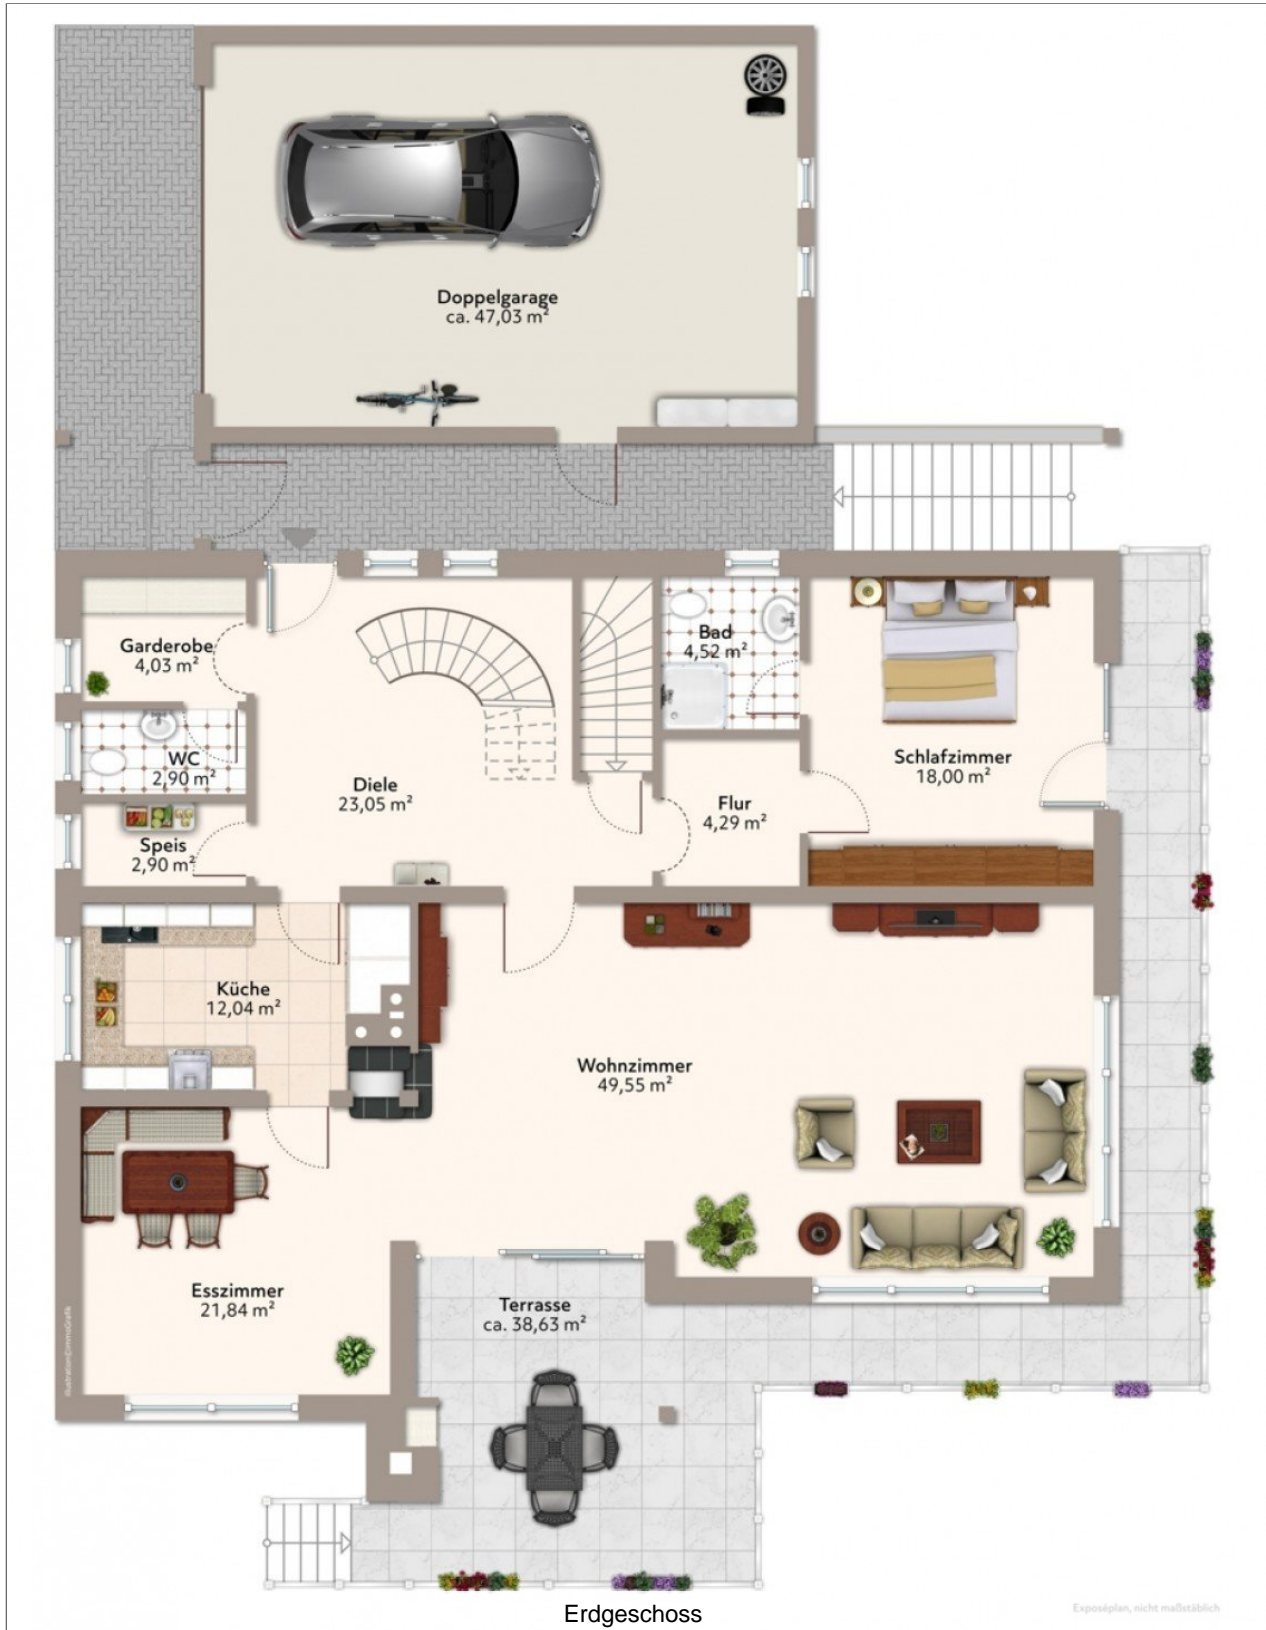 Doppelgarage
ca. 47,03 m²
Garderobe
4,03 m²
Bad
4,52 m²
WC
2,90 m²
Schlafzimmer
18,00 m²
Diele
23,05 m²
Flur
4,29 m²
Speis
2,90 m²
Küche
12,04 m²
Wohnzimmer
49,55 m²
Esszimmer
21,84 m²
Terrasse
ca. 38,63 m²
Exposéplan, nicht maßstäblich
Erdgeschoss